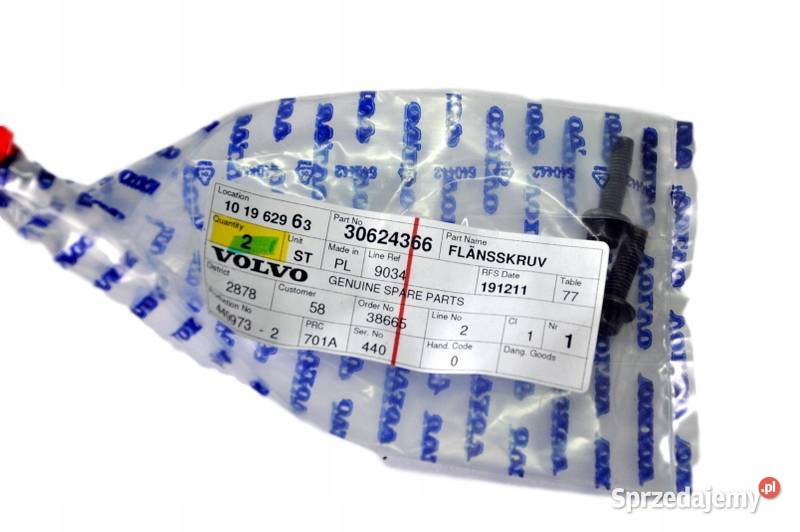 Location
10 19 629 63
Part No
30624366
Part Name
FLÄNSSKRUV
Quantity
2
Unit
ST
Made in
PL
Line Ref
9034
RFS Date
191211
Table
77
VOLVO
GENUINE SPARE PARTS
District
2878
Customer
58
Order No
38665
Line No
2
Cl
1
Nr
1
No
449973 - 2
PRC
701A
Ser. No
440
Hand. Code
0
Dang. Goods
VOLVO
Sprzedajemy.pl